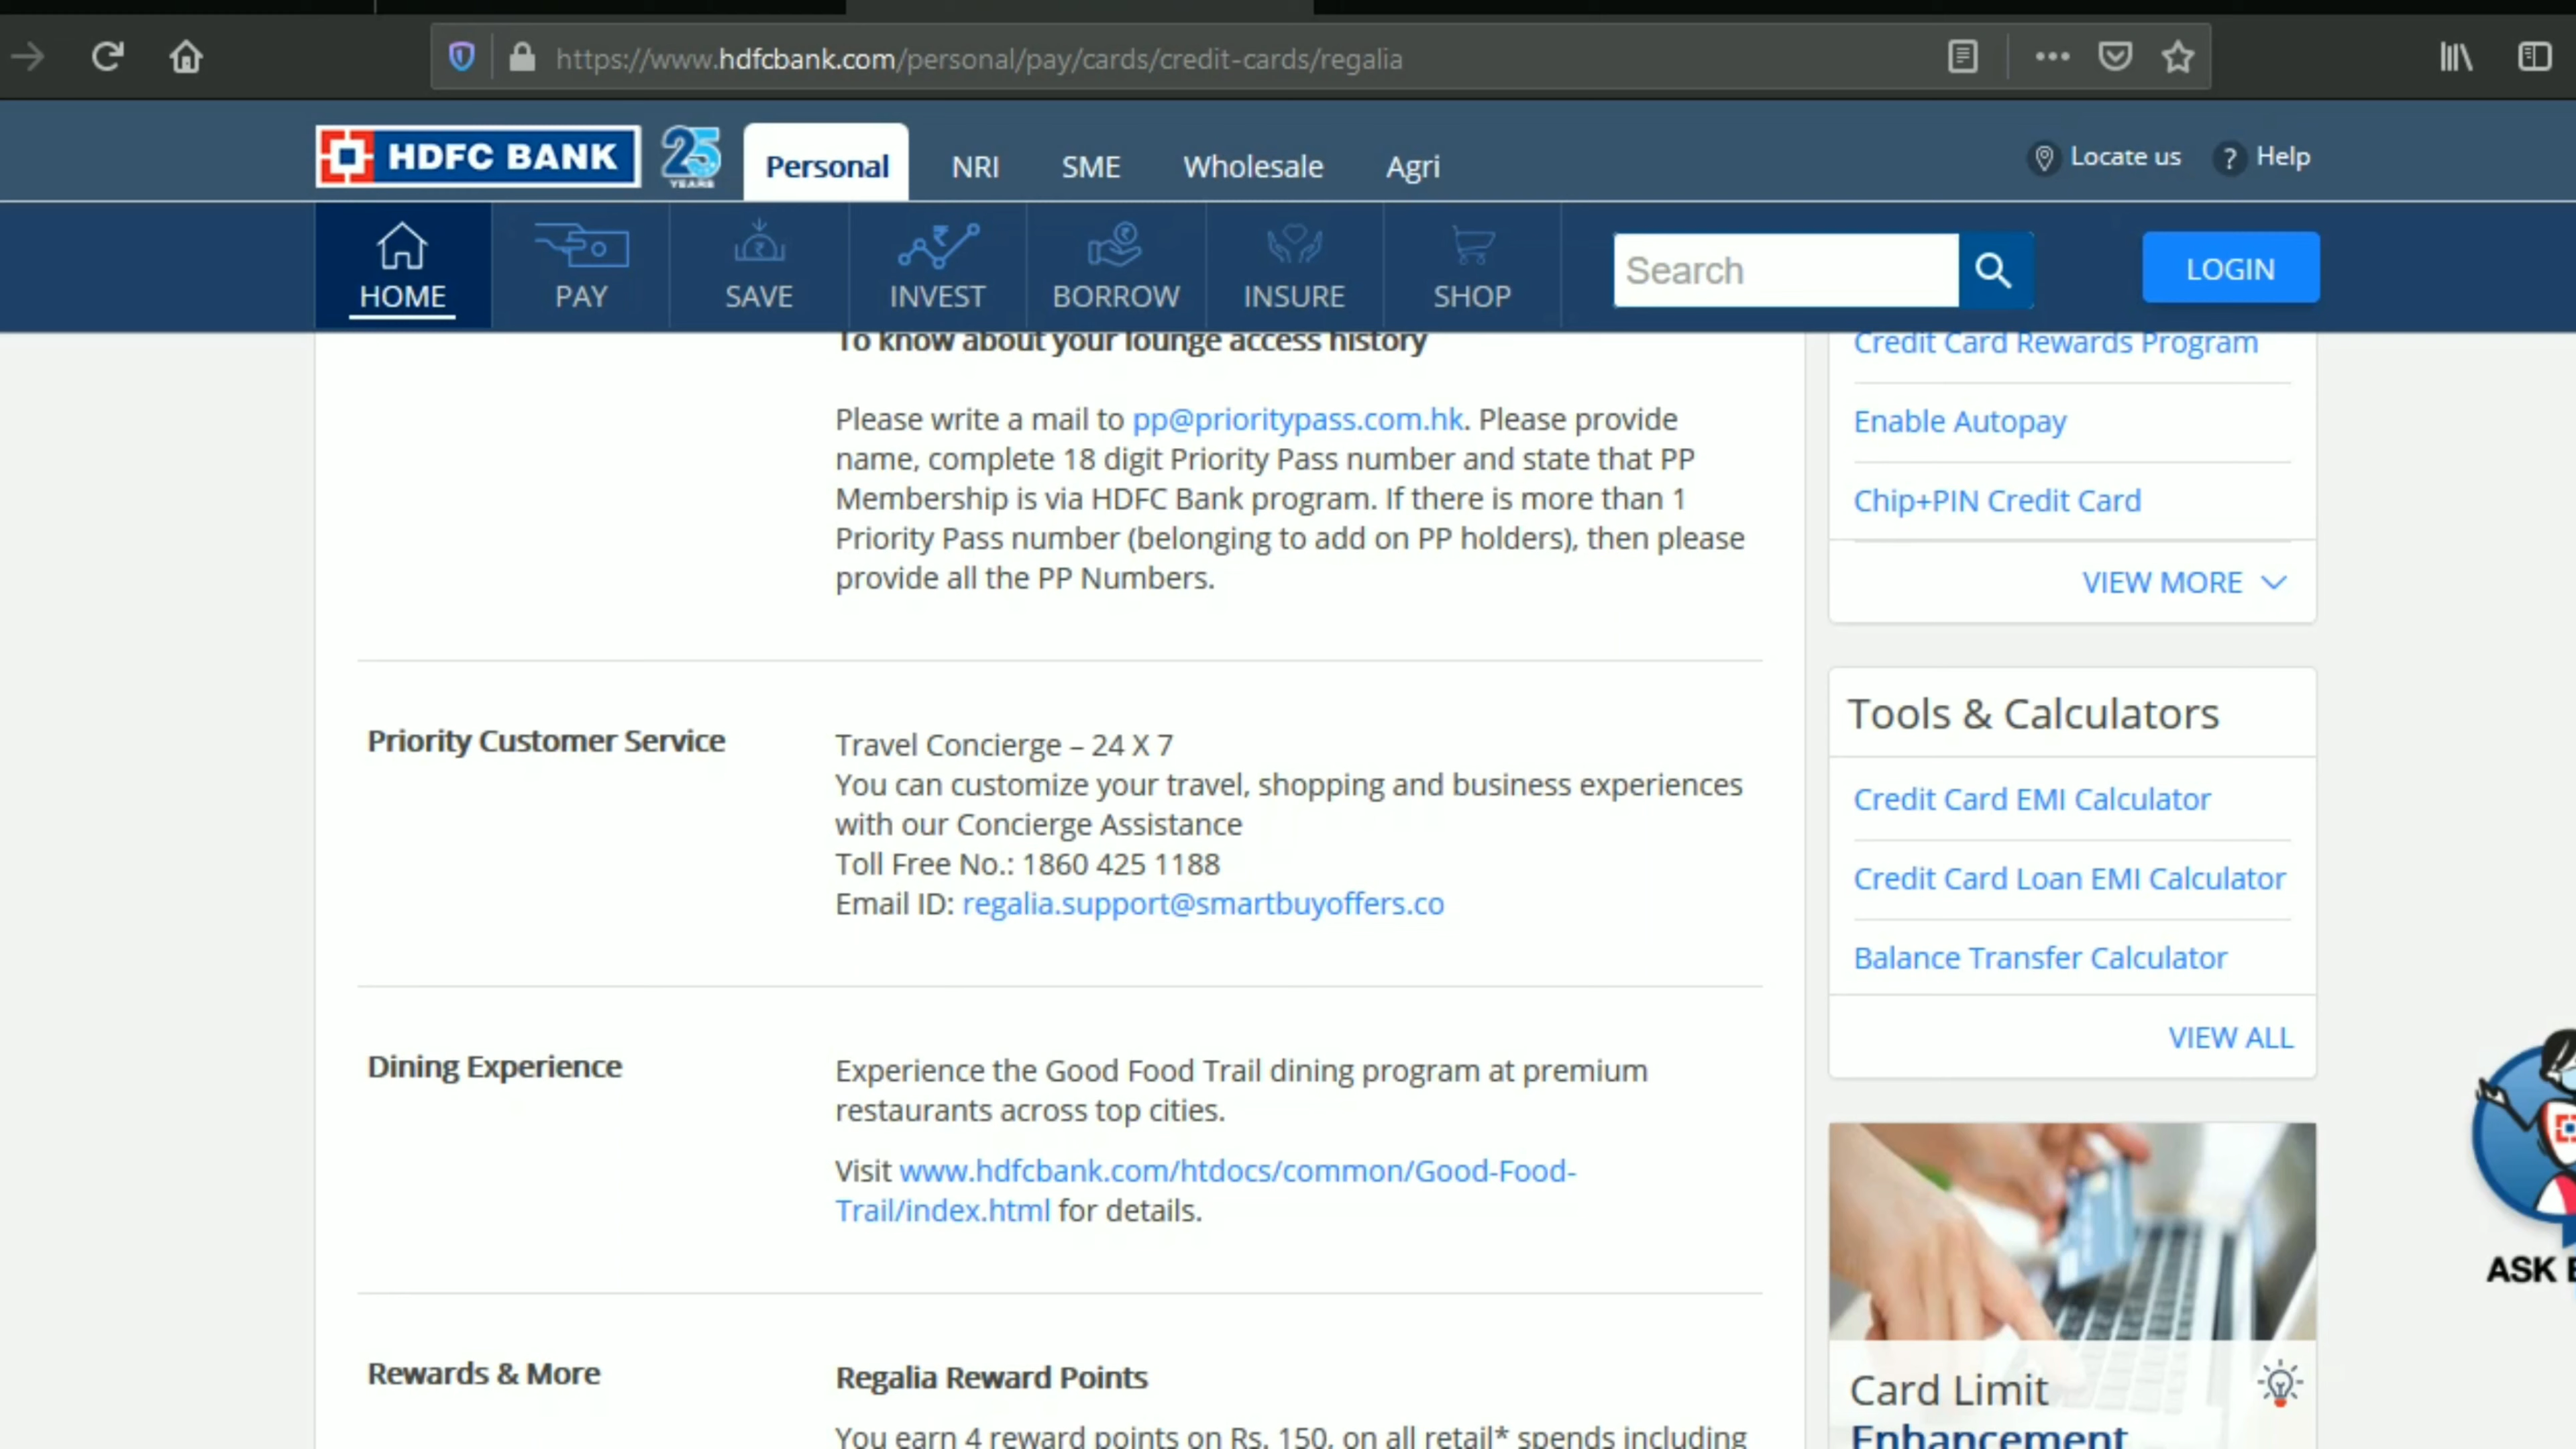 https://www.hdfcbank.com/personal/pay/cards/credit-cards/regalia
HDFC BANK
25
YEARS
Personal
NRI
SME
Wholesale
Agri
Locate us
? Help
HOME
PAY
SAVE
INVEST
BORROW
INSURE
SHOP
Search
LOGIN
To know about your lounge access history
Please write a mail to pp@prioritypass.com.hk. Please provide
name, complete 18 digit Priority Pass number and state that PP
Membership is via HDFC Bank program. If there is more than 1
Priority Pass number (belonging to add on PP holders), then please
provide all the PP Numbers.
Priority Customer Service
Travel Concierge – 24 X 7
You can customize your travel, shopping and business experiences
with our Concierge Assistance
Toll Free No.: 1860 425 1188
Email ID: regalia.support@smartbuyoffers.co
Dining Experience
Experience the Good Food Trail dining program at premium
restaurants across top cities.
Visit www.hdfcbank.com/htdocs/common/Good-Food-
Trail/index.html for details.
Rewards & More
Regalia Reward Points
You earn 4 reward points on Rs. 150, on all retail* spends including
Credit Card Rewards Program
Enable Autopay
Chip+PIN Credit Card
VIEW MORE
Tools & Calculators
Credit Card EMI Calculator
Credit Card Loan EMI Calculator
Balance Transfer Calculator
VIEW ALL
Card Limit
Enhancement
ASK